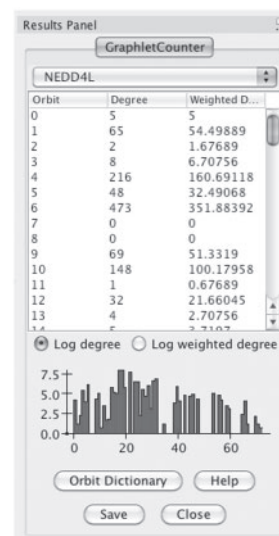 Results Panel
GraphletCounter
NEDD4L
Orbit Degree Weighted D...
0 5 5
1 65 54.49889
2 2 1.67689
3 8 6.70756
4 216 160.69118
5 48 32.49068
6 473 351.88392
7 0 0
8 0 0
9 69 51.3319
10 148 100.17958
11 1 0.67689
12 32 21.66045
13 4 2.70756
Log degree Log weighted degree
7.5
5.0
2.5
0.0
0 20 40 60
Orbit Dictionary Help
Save Close